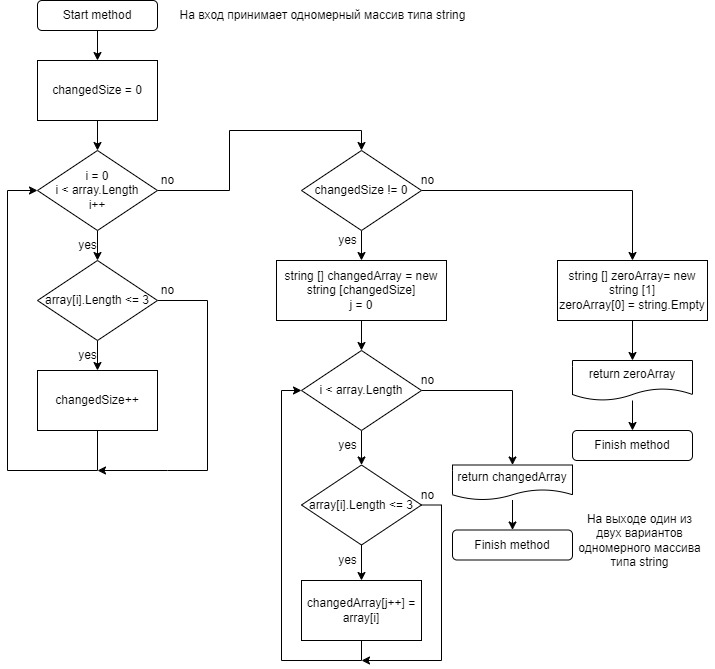 Start method
На вход принимает одномерный массив типа string
changedSize = 0
i = 0
i < array.Length
i++
no
yes
array[i].Length <= 3
no
yes
changedSize++
changedSize != 0
no
yes
string [] changedArray = new
string [changedSize]
j = 0
i < array.Length
no
yes
array[i].Length <= 3
no
yes
changedArray[j++] =
array[i]
return changedArray
Finish method
string [] zeroArray= new
string [1]
zeroArray[0] = string.Empty
return zeroArray
Finish method
На выходе один из
двух вариантов
одномерного массива
типа string